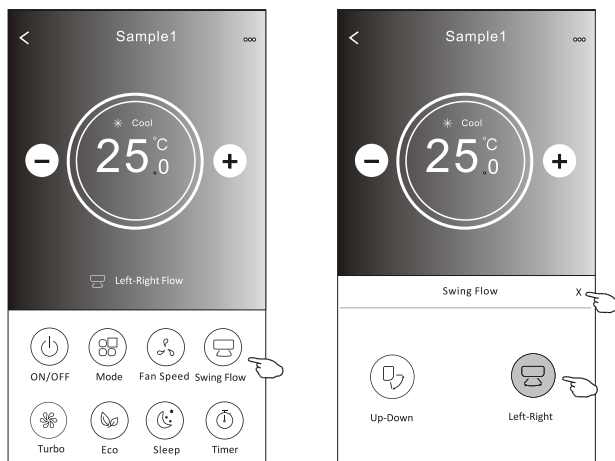 Sample1
Cool
25.0°C
Left-Right Flow
ON/OFF Mode Fan Speed Swing Flow
Turbo Eco Sleep Timer
Sample1
Cool
25.0°C
Swing Flow X
Up-Down Left-Right